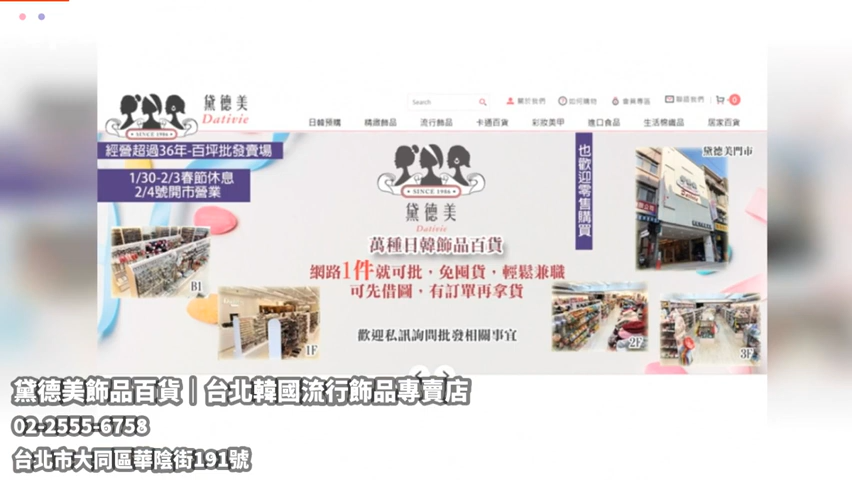 黛德美
Dativie
SINCE 1986
Search
關於我們
如何購物
會員專區
聯絡我們
0
日韓預購
精緻飾品
流行飾品
卡通百貨
彩妝美甲
進口食品
生活棉織品
居家百貨
經營超過36年-百坪批發賣場
1/30-2/3春節休息
2/4號開市營業
SINCE 1986
黛德美
Dativie
萬種日韓飾品百貨
網路1件就可批，免囤貨，輕鬆兼職
可先借圖，有訂單再拿貨
歡迎私訊詢問批發相關事宜
也歡迎零售購買
黛德美門市
B1
1F
2F
3F
黛德美飾品百貨｜台北韓國流行飾品專賣店
02-2555-6758
台北市大同區華陰街191號